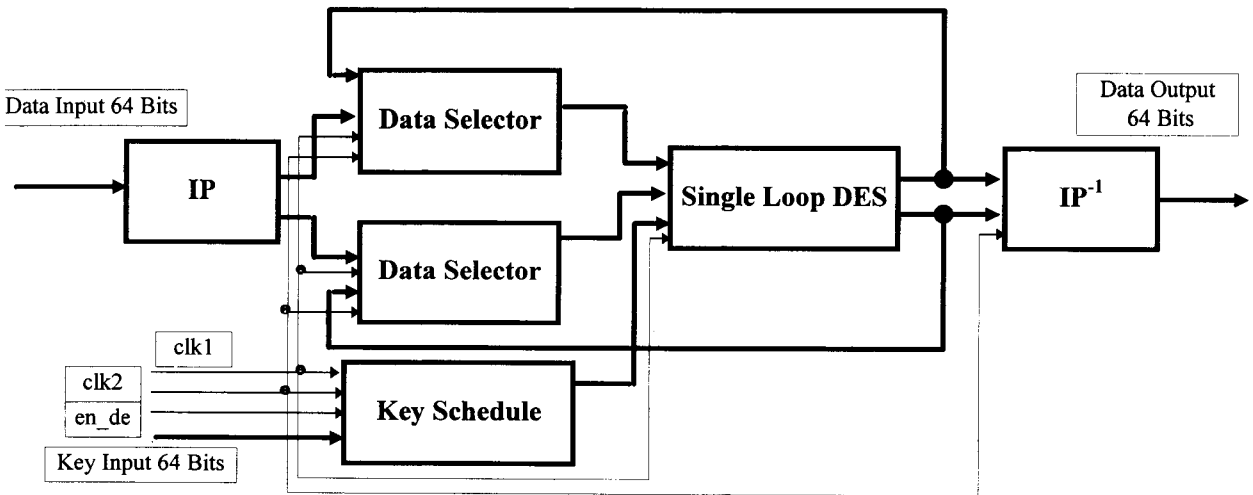 Data Input 64 Bits
Data Selector
Data Output
64 Bits
IP
Single Loop DES
IP-1
Data Selector
clk1
clk2
en_de
Key Schedule
Key Input 64 Bits